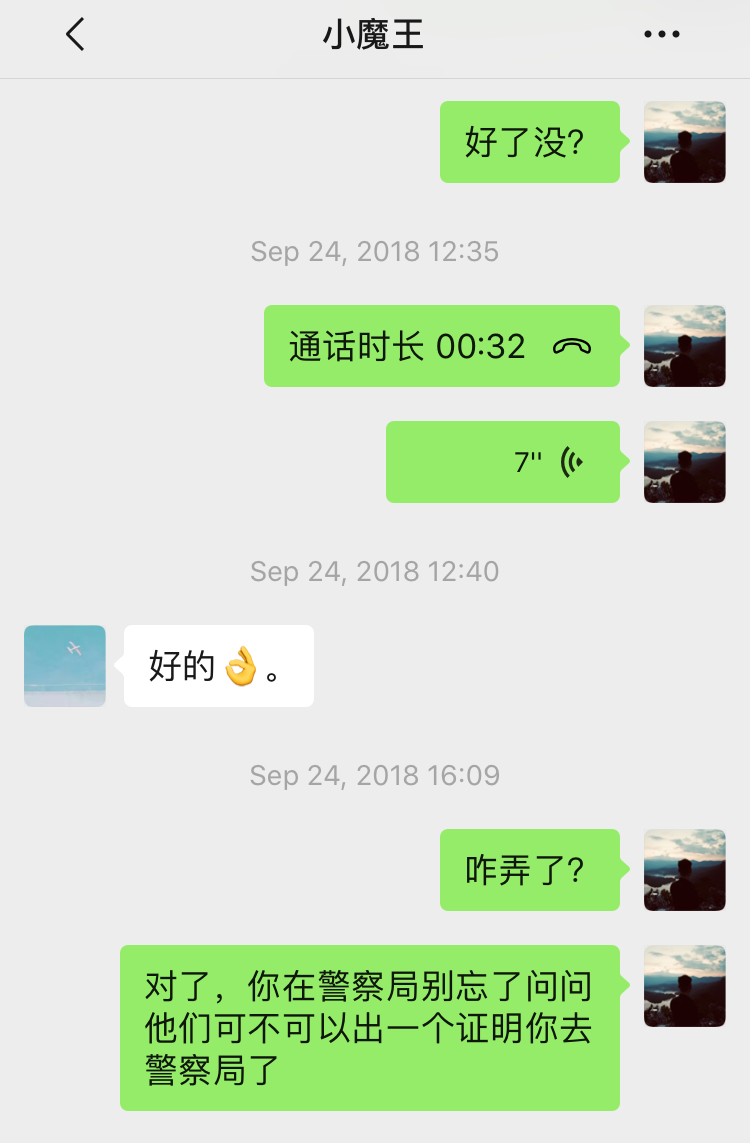 小魔王
好了没?
Sep 24, 2018 12:35
通话时长 00:32
7''
Sep 24, 2018 12:40
好的👌。
Sep 24, 2018 16:09
咋弄了?
对了，你在警察局别忘了问问
他们可不可以出一个证明你去
警察局了